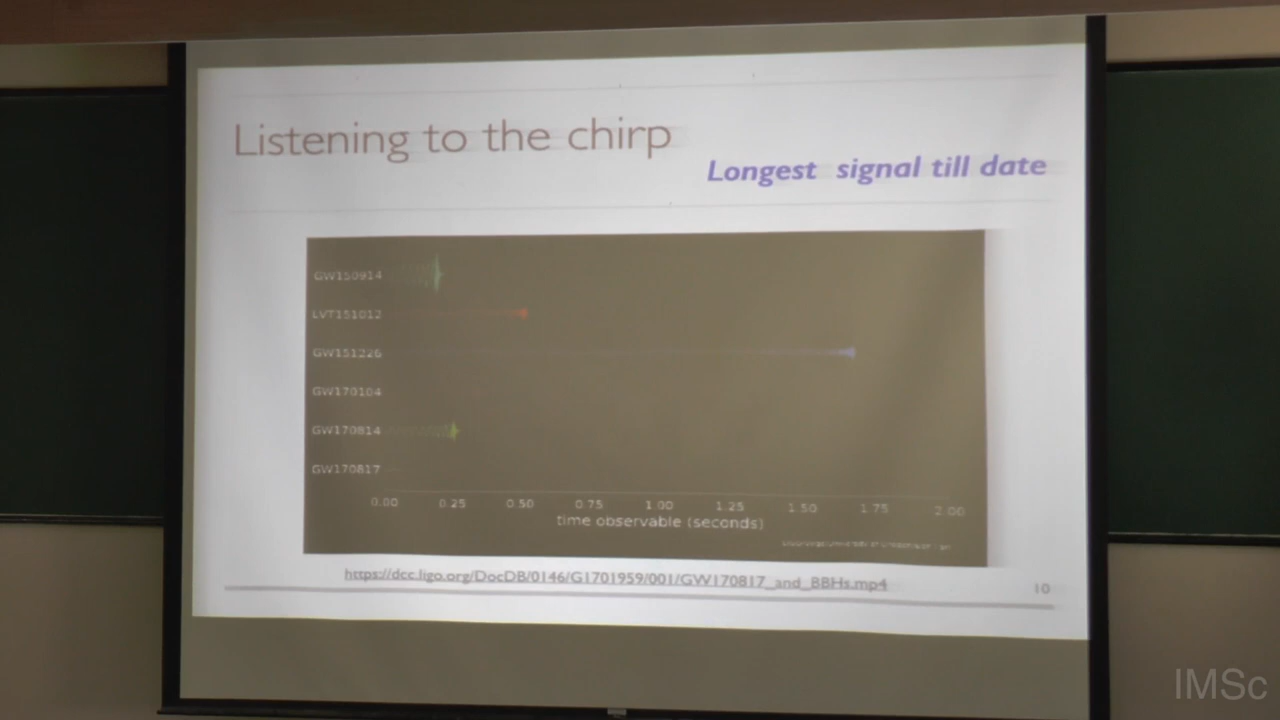 Listening to the chirp
Longest signal till date
GW150914
LVT151012
GW151226
GW170104
GW170814
GW170817
0.00 0.25 0.50 0.75 1.00 1.25 1.50 1.75 2.00
time observable (seconds)
https://dcc.ligo.org/DocDB/0146/G1701959/001/GW170817_and_BBHs.mp4
10
IMSc